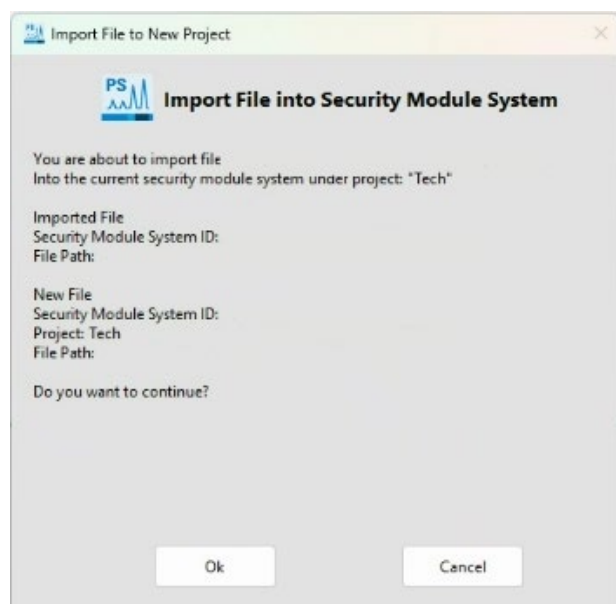 Import File to New Project
PS
Import File into Security Module System
You are about to import file
Into the current security module system under project: "Tech"
Imported File
Security Module System ID:
File Path:
New File
Security Module System ID:
Project: Tech
File Path:
Do you want to continue?
Ok
Cancel